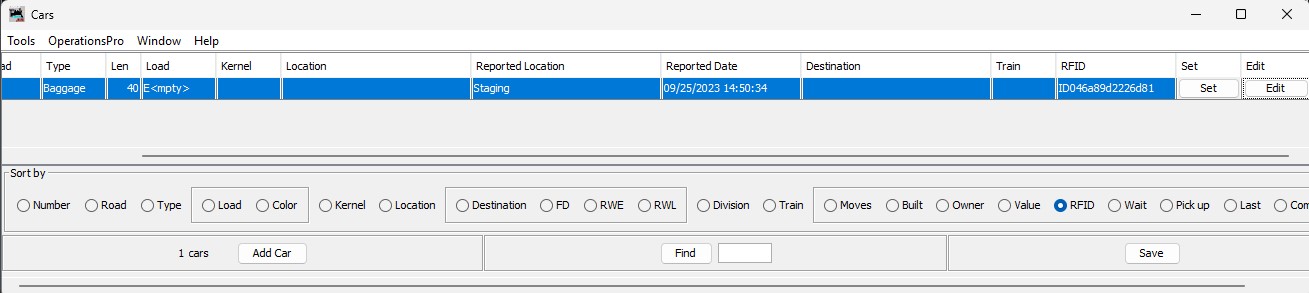 Cars
Tools OperationsPro Window Help
ad Type Len Load Kernel Location Reported Location Reported Date Destination Train RFID Set Edit
Baggage 40 E<mpty> Staging 09/25/2023 14:50:34 ID046a89d2226d81 Set Edit
Sort by
Number Road Type Load Color Kernel Location Destination FD RWE RWL Division Train Moves Built Owner Value RFID Wait Pick up Last Com
1 cars Add Car Find Save